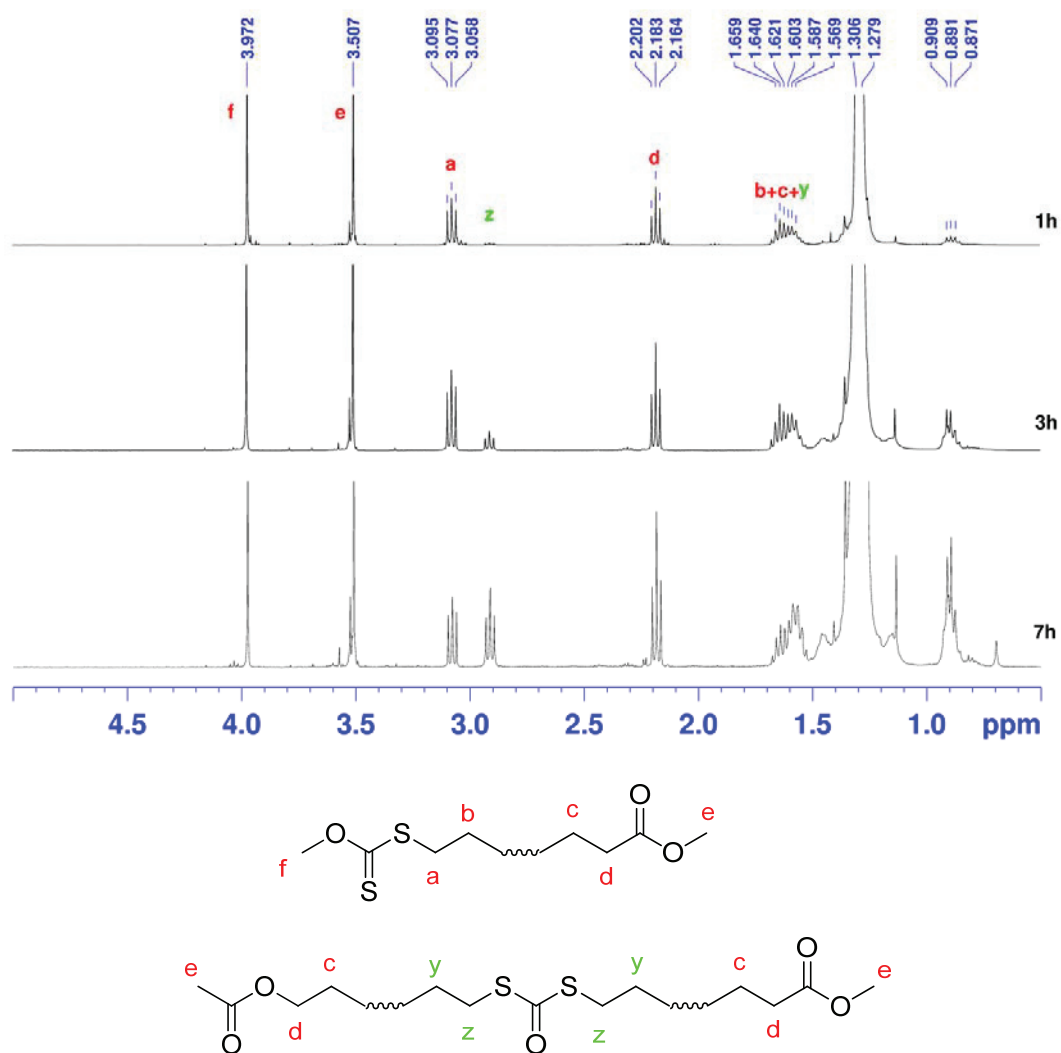 3.972 3.507 3.095 3.077 3.058 2.202 2.183 2.164 1.659 1.640 1.621 1.603 1.587 1.569 1.306 1.279 0.909 0.891 0.871
f e a z d b+c+y 1h
3h
7h
4.5 4.0 3.5 3.0 2.5 2.0 1.5 1.0 ppm
f O S S a b c d O O e
e O O d c y z S O S z y c d O O e